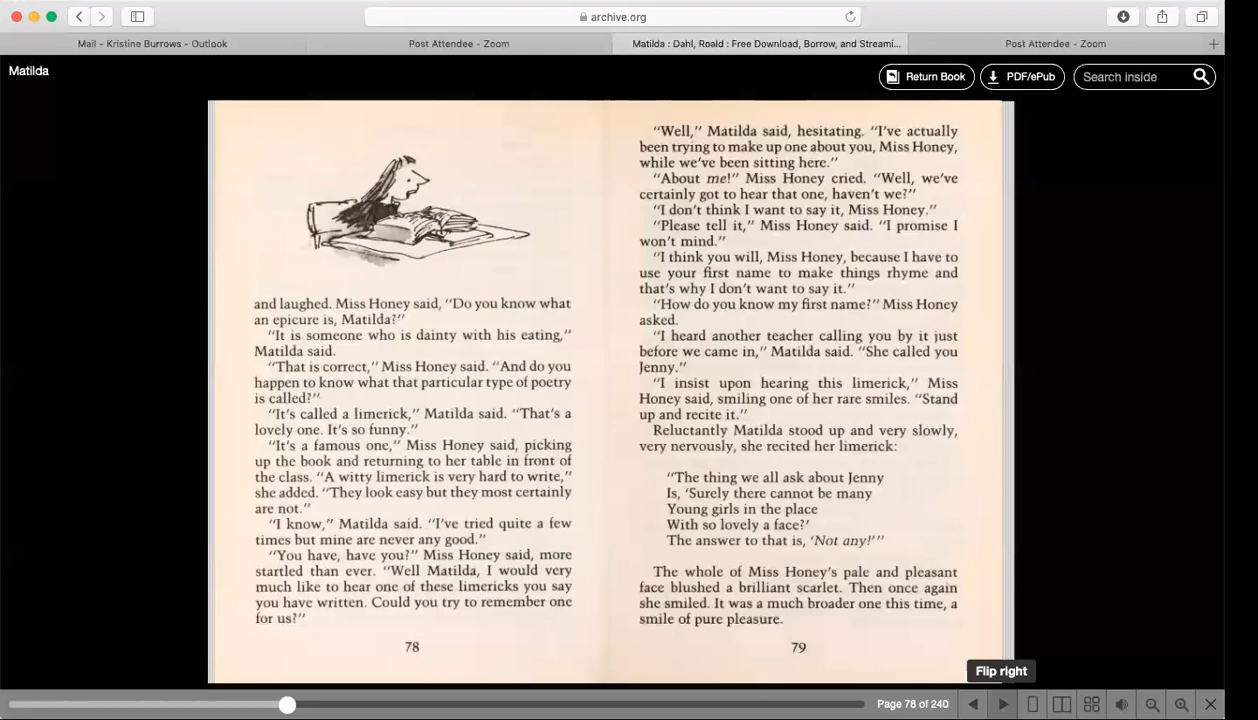 archive.org
Mail - Kristine Burrows - Outlook
Post Attendee - Zoom
Matilda : Dahl, Roald : Free Download, Borrow, and Streami...
Post Attendee - Zoom
Matilda
Return Book
PDF/ePub
Search inside
and laughed. Miss Honey said, “Do you know what
an epicure is, Matilda?”
“It is someone who is dainty with his eating,”
Matilda said.
“That is correct,” Miss Honey said. “And do you
happen to know what that particular type of poetry
is called?”
“It's called a limerick,” Matilda said. “That's a
lovely one. It's so funny.”
“It's a famous one,” Miss Honey said, picking
up the book and returning to her table in front of
the class. “A witty limerick is very hard to write,”
she added. “They look easy but they most certainly
are not.”
“I know,” Matilda said. “I've tried quite a few
times but mine are never any good.”
“You have, have you?” Miss Honey said, more
startled than ever. “Well Matilda, I would very
much like to hear one of these limericks you say
you have written. Could you try to remember one
for us?”
78
“Well,” Matilda said, hesitating. “I've actually
been trying to make up one about you, Miss Honey,
while we've been sitting here.”
“About me!” Miss Honey cried. “Well, we've
certainly got to hear that one, haven't we?”
“I don't think I want to say it, Miss Honey.”
“Please tell it,” Miss Honey said. “I promise I
won't mind.”
“I think you will, Miss Honey, because I have to
use your first name to make things rhyme and
that's why I don't want to say it.”
“How do you know my first name?” Miss Honey
asked.
“I heard another teacher calling you by it just
before we came in,” Matilda said. “She called you
Jenny.”
“I insist upon hearing this limerick,” Miss
Honey said, smiling one of her rare smiles. “Stand
up and recite it.”
Reluctantly Matilda stood up and very slowly,
very nervously, she recited her limerick:
“The thing we all ask about Jenny
Is, ‘Surely there cannot be many
Young girls in the place
With so lovely a face?’
The answer to that is, ‘Not any!’”
The whole of Miss Honey's pale and pleasant
face blushed a brilliant scarlet. Then once again
she smiled. It was a much broader one this time, a
smile of pure pleasure.
79
Flip right
Page 78 of 240